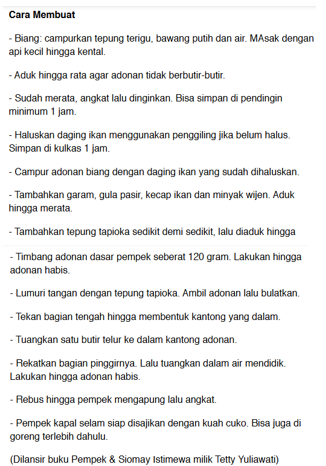 Cara Membuat
- Biang: campurkan tepung terigu, bawang putih dan air. MAsak dengan
api kecil hingga kental.
- Aduk hingga rata agar adonan tidak berbutir-butir.
- Sudah merata, angkat lalu dinginkan. Bisa simpan di pendingin
minimum 1 jam.
- Haluskan daging ikan menggunakan penggiling jika belum halus.
Simpan di kulkas 1 jam.
- Campur adonan biang dengan daging ikan yang sudah dihaluskan.
- Tambahkan garam, gula pasir, kecap ikan dan minyak wijen. Aduk
hingga merata.
- Tambahkan tepung tapioka sedikit demi sedikit, lalu diaduk hingga
- Timbang adonan dasar pempek seberat 120 gram. Lakukan hingga
adonan habis.
- Lumuri tangan dengan tepung tapioka. Ambil adonan lalu bulatkan.
- Tekan bagian tengah hingga membentuk kantong yang dalam.
- Tuangkan satu butir telur ke dalam kantong adonan.
- Rekatkan bagian pinggirnya. Lalu tuangkan dalam air mendidih.
Lakukan hingga adonan habis.
- Rebus hingga pempek mengapung lalu angkat.
- Pempek kapal selam siap disajikan dengan kuah cuko. Bisa juga di
goreng terlebih dahulu.
(Dilansir buku Pempek & Siomay Istimewa milik Tetty Yuliawati)